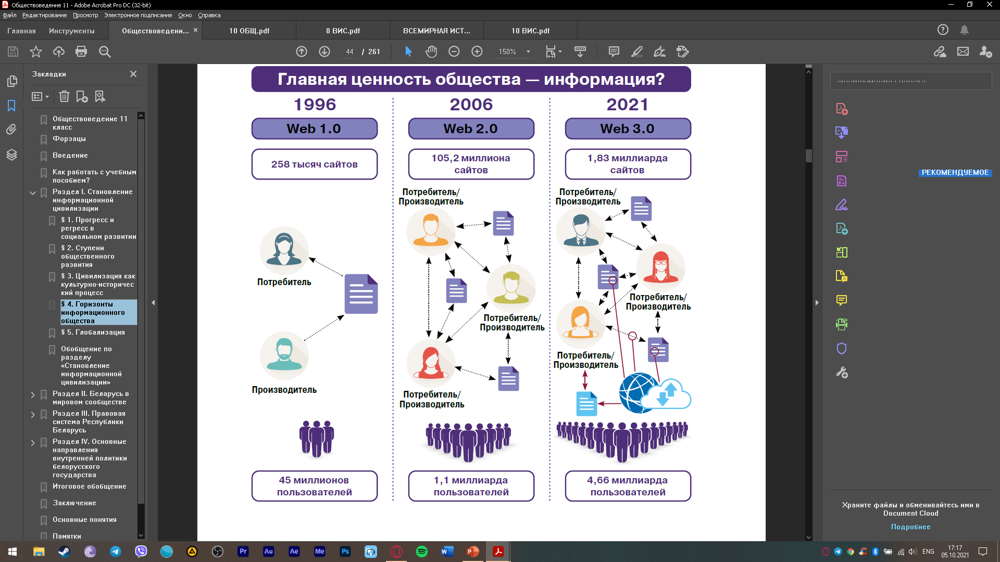 Обществоведение 11 - Adobe Acrobat Pro DC (32-bit)
Файл Редактирование Просмотр Электронное подписание Окно Справка
Главная Инструменты Обществоведени... × 10 ОБЩ.pdf 8 ВИС.pdf ВСЕМИРНАЯ ИСТ... 10 ВИС.pdf
44 / 261 150%
Закладки
Обществоведение 11
класс
Форзацы
Введение
Как работать с учебным
пособием?
Раздел I. Становление
информационной
цивилизации
§ 1. Прогресс и
регресс в
социальном развитии
§ 2. Ступени
общественного
развития
§ 3. Цивилизация как
культурно-историчес
кий процесс
§ 4. Горизонты
информационного
общества
§ 5. Глобализация
Обобщение по
разделу
«Становление
информационной
цивилизации»
Раздел II. Беларусь в
мировом сообществе
Раздел III. Правовая
система Республики
Беларусь
Раздел IV. Основные
направления
внутренней политики
белорусского
государства
Итоговое обобщение
Заключение
Основные понятия
Памятки
Главная ценность общества — информация?
1996
Web 1.0
258 тысяч сайтов
Потребитель
Производитель
45 миллионов
пользователей
2006
Web 2.0
105,2 миллиона
сайтов
Потребитель/
Производитель
Потребитель/
Производитель
Потребитель/
Производитель
1,1 миллиарда
пользователей
2021
Web 3.0
1,83 миллиарда
сайтов
Потребитель/
Производитель
Потребитель/
Производитель
Потребитель/
Производитель
4,66 миллиарда
пользователей
РЕКОМЕНДУЕМОЕ
Храните файлы и обменивайтесь ими в
Document Cloud
Подробнее
Pr Au Ae Me Ps
ENG
17:17
05.10.2021